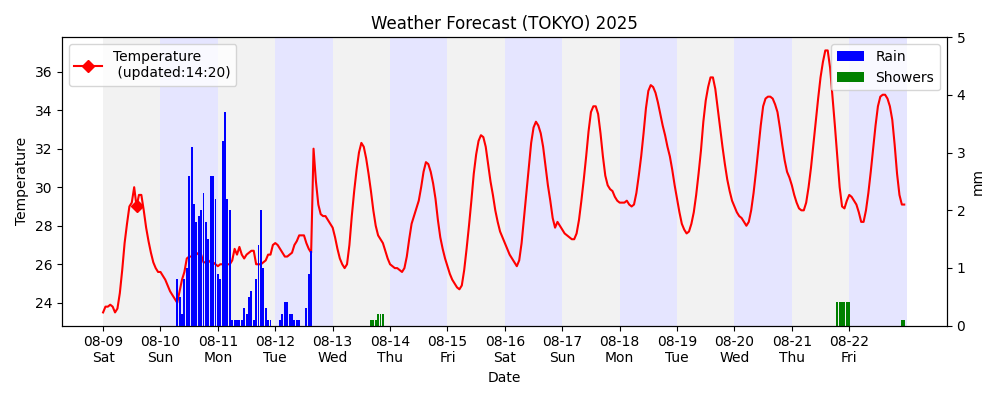 Weather Forecast (TOKYO) 2025
Temperature
(updated:14:20)
Rain
Showers
Temperature
36
34
32
30
28
26
24
5
4
3
2
1
0
mm
08-09 08-10 08-11 08-12 08-13 08-14 08-15 08-16 08-17 08-18 08-19 08-20 08-21 08-22
Sat Sun Mon Tue Wed Thu Fri Sat Sun Mon Tue Wed Thu Fri
Date